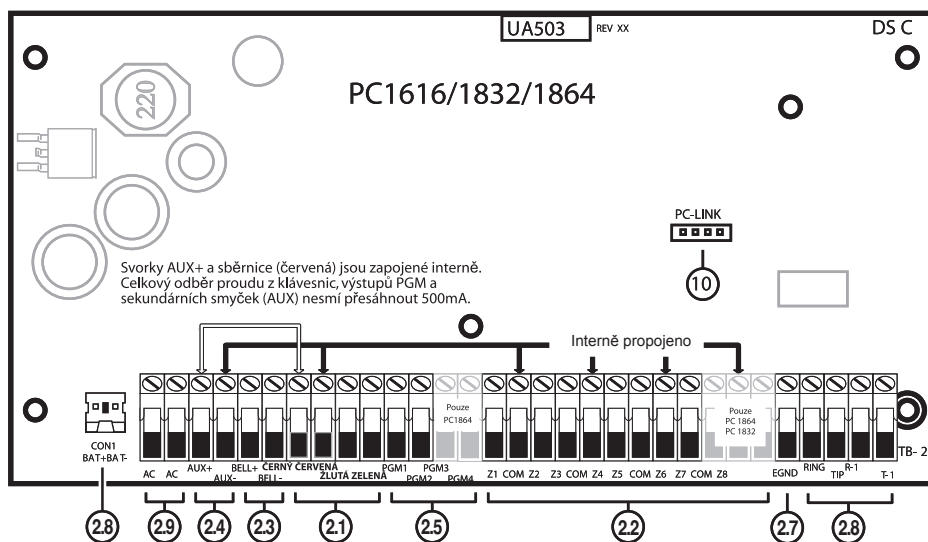 UA503 REV XX
DS C
PC1616/1832/1864
220
PC-LINK
10
Svorky AUX+ a sběrnice (červená) jsou zapojené interně.
Celkový odběr proudu z klávesnic, výstupů PGM a
sekundárních smyček (AUX) nesmí přesáhnout 500mA.
Interně propojeno
Pouze
PC1864
Pouze
PC 1864
PC 1832
CON1
BAT+BAT-
TB- 2
AC AC AUX+ AUX- BELL+ BELL- ČERNÝ ČERVENÁ ŽLUTÁ ZELENÁ PGM1 PGM2 PGM3 PGM4 Z1 COM Z2 Z3 COM Z4 Z5 COM Z6 Z7 COM Z8 EGND RING TIP R-1 T-1
2.8 2.9 2.4 2.3 2.1 2.5 2.2 2.7 2.8